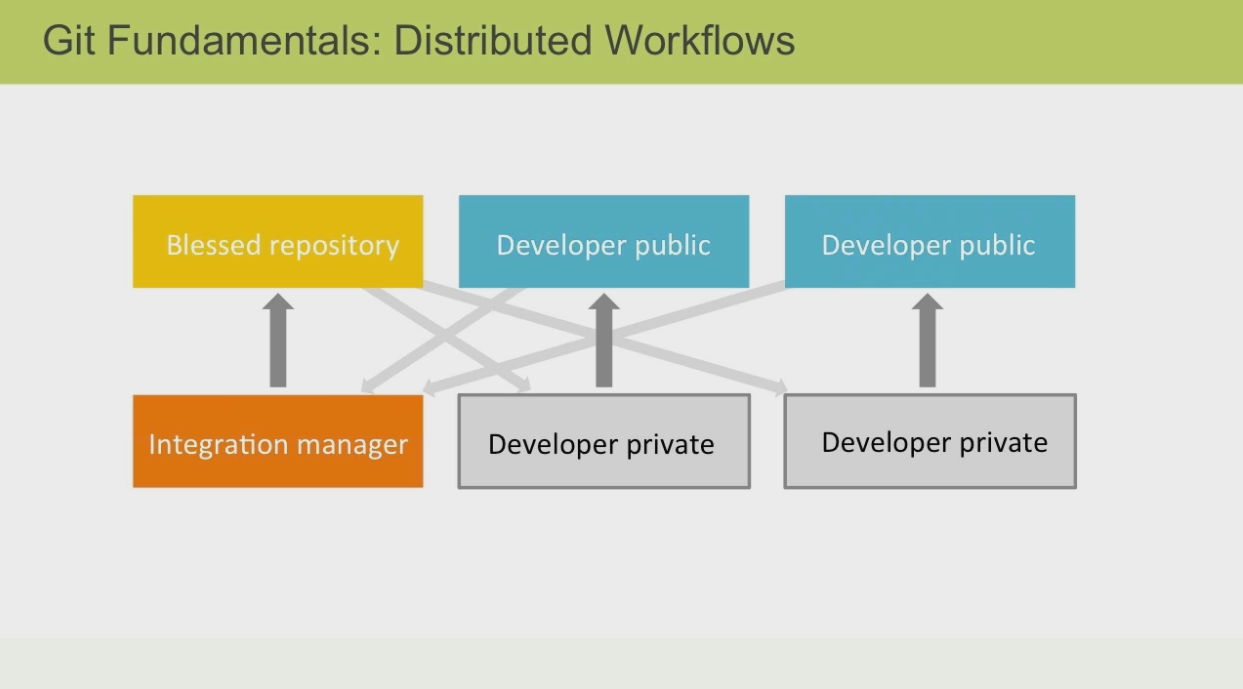 Git Fundamentals: Distributed Workflows
Blessed repository
Developer public
Developer public
Integration manager
Developer private
Developer private